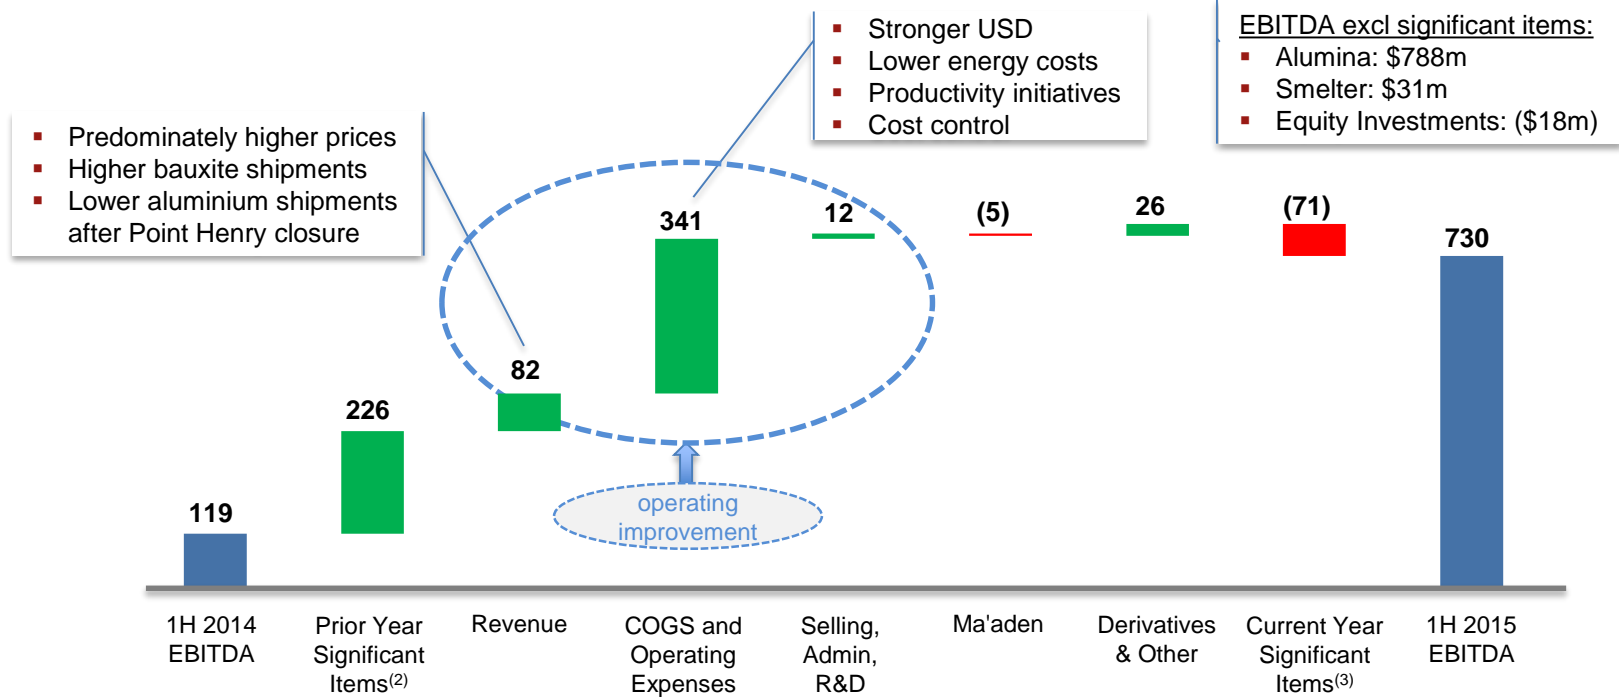 Stronger USD
Lower energy costs
Productivity initiatives
Cost control
EBITDA excl significant items:
Alumina: $788m
Smelter: $31m
Equity Investments: ($18m)
Predominately higher prices
Higher bauxite shipments
Lower aluminium shipments
after Point Henry closure
119
226
82
341
12
(5)
26
(71)
730
operating
improvement
1H 2014
EBITDA
Prior Year
Significant
Items(2)
Revenue
COGS and
Operating
Expenses
Selling,
Admin,
R&D
Ma'aden
Derivatives
& Other
Current Year
Significant
Items(3)
1H 2015
EBITDA